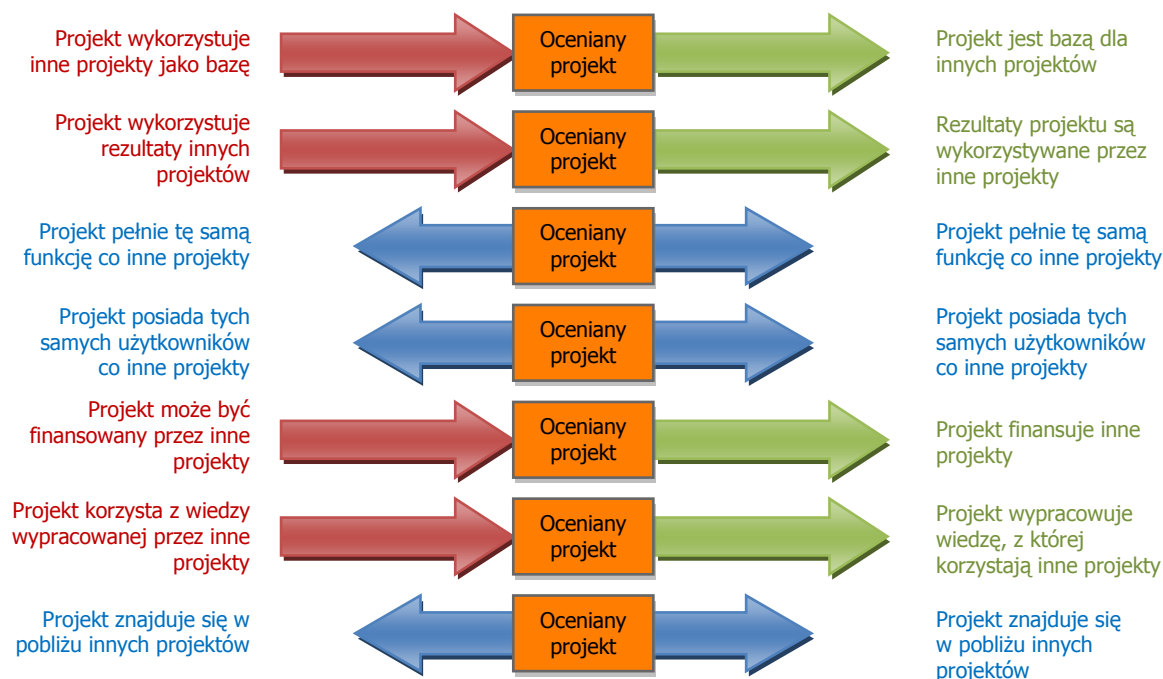 Projekt wykorzystuje
inne projekty jako bazę
Oceniany
projekt
Projekt jest bazą dla
innych projektów
Projekt wykorzystuje
rezultaty innych
projektów
Oceniany
projekt
Rezultaty projektu są
wykorzystywane przez
inne projekty
Projekt pełnie tę samą
funkcję co inne projekty
Oceniany
projekt
Projekt pełnie tę samą
funkcję co inne projekty
Projekt posiada tych
samych użytkowników
co inne projekty
Oceniany
projekt
Projekt posiada tych
samych użytkowników
co inne projekty
Projekt może być
finansowany przez inne
projekty
Oceniany
projekt
Projekt finansuje inne
projekty
Projekt korzysta z wiedzy
wypracowanej przez inne
projekty
Oceniany
projekt
Projekt wypracowuje
wiedzę, z której
korzystają inne projekty
Projekt znajduje się w
pobliżu innych projektów
Oceniany
projekt
Projekt znajduje się
w pobliżu innych
projektów